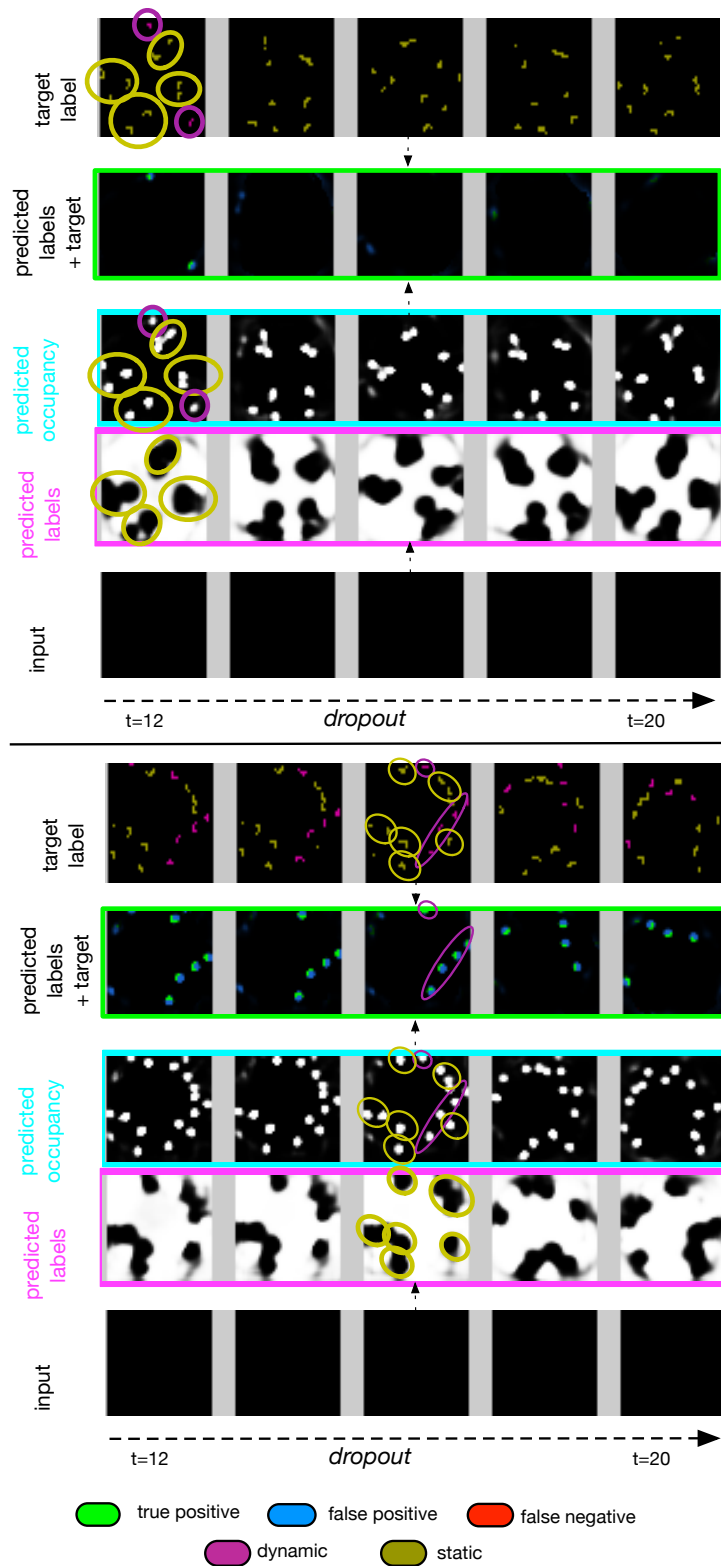 target
label
predicted
labels
+ target
predicted
occupancy
predicted
labels
input
t=12
dropout
t=20
target
label
predicted
labels
+ target
predicted
occupancy
predicted
labels
input
t=12
dropout
t=20
true positive
false positive
false negative
dynamic
static